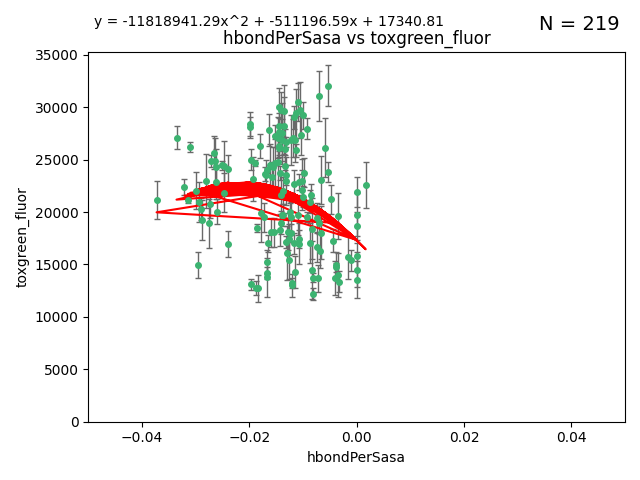 y = -11818941.29x^2 + -511196.59x + 17340.81
N = 219
hbondPerSasa vs toxgreen_fluor
35000
30000
25000
20000
15000
10000
5000
0
toxgreen_fluor
−0.04
−0.02
0.00
0.02
0.04
hbondPerSasa